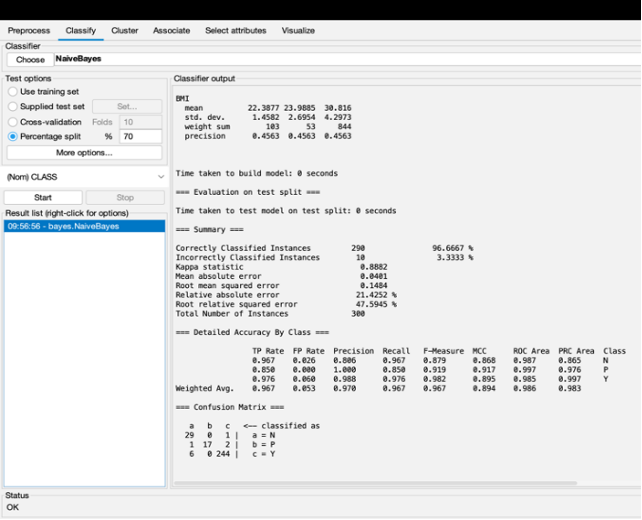 Preprocess Classify Cluster Associate Select attributes Visualize
Classifier
Choose NaiveBayes
Test options
Use training set
Supplied test set Set...
Cross-validation Folds 10
Percentage split % 70
More options...
(Nom) CLASS
Start Stop
Result list (right-click for options)
09:56:56 - bayes.NaiveBayes
Classifier output
BMI
mean 22.3877 23.9885 30.816
std. dev. 1.4582 2.6954 4.2973
weight sum 103 53 844
precision 0.4563 0.4563 0.4563
Time taken to build model: 0 seconds
=== Evaluation on test split ===
Time taken to test model on test split: 0 seconds
=== Summary ===
Correctly Classified Instances 290 96.6667 %
Incorrectly Classified Instances 10 3.3333 %
Kappa statistic 0.8882
Mean absolute error 0.0401
Root mean squared error 0.1484
Relative absolute error 21.4252 %
Root relative squared error 47.5945 %
Total Number of Instances 300
=== Detailed Accuracy By Class ===
TP Rate FP Rate Precision Recall F-Measure MCC ROC Area PRC Area Class
0.967 0.026 0.806 0.967 0.879 0.868 0.987 0.865 N
0.850 0.000 1.000 0.850 0.919 0.917 0.997 0.976 P
0.976 0.060 0.988 0.976 0.982 0.895 0.985 0.997 Y
Weighted Avg. 0.967 0.053 0.970 0.967 0.967 0.894 0.986 0.983
=== Confusion Matrix ===
a b c <-- classified as
29 0 1 | a = N
1 17 2 | b = P
6 0 244 | c = Y
Status
OK